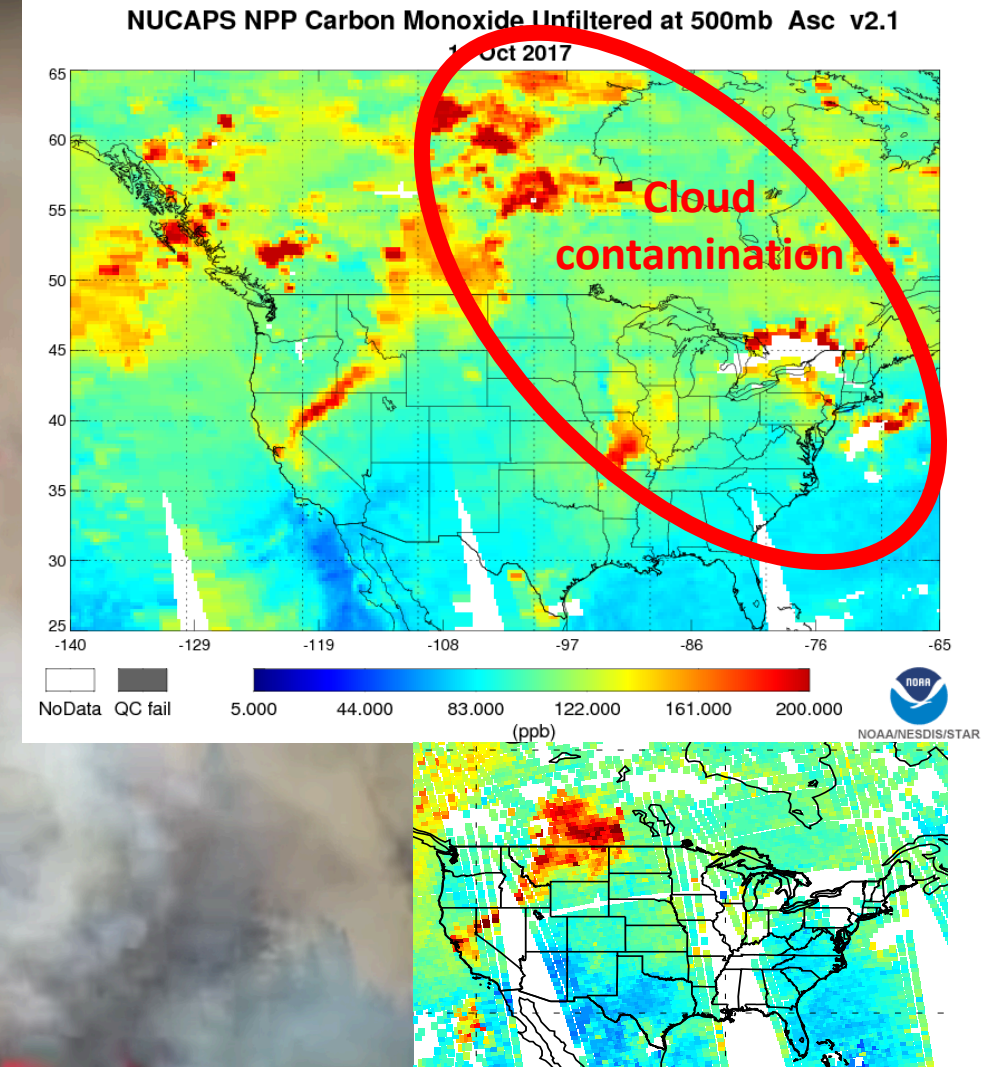 NUCAPS NPP Carbon Monoxide Unfiltered at 500mb Asc v2.1
Oct 2017
65
60
55
50
45
40
35
30
25
Cloud
contamination
-140 -129 -119 -108 -97 -86 -76 -65
NoData QC fail 5.000 44.000 83.000 122.000 161.000 200.000
(ppb)
NOAA
NOAA/NESDIS/STAR